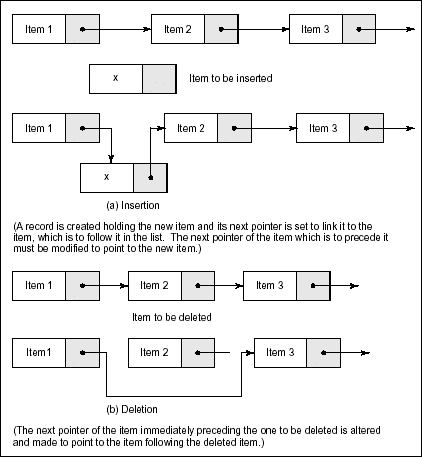 Item 1 Item 2 Item 3
x Item to be inserted
Item 1 Item 2 Item 3
x
(a) Insertion
(A record is created holding the new item and its next pointer is set to link it to the
item, which is to follow it in the list. The next pointer of the item which is to precede it
must be modified to point to the new item.)
Item 1 Item 2 Item 3
Item to be deleted
Item1 Item 2 Item 3
(b) Deletion
(The next pointer of the item immediately preceding the one to be deleted is altered
and made to point to the item following the deleted item.)